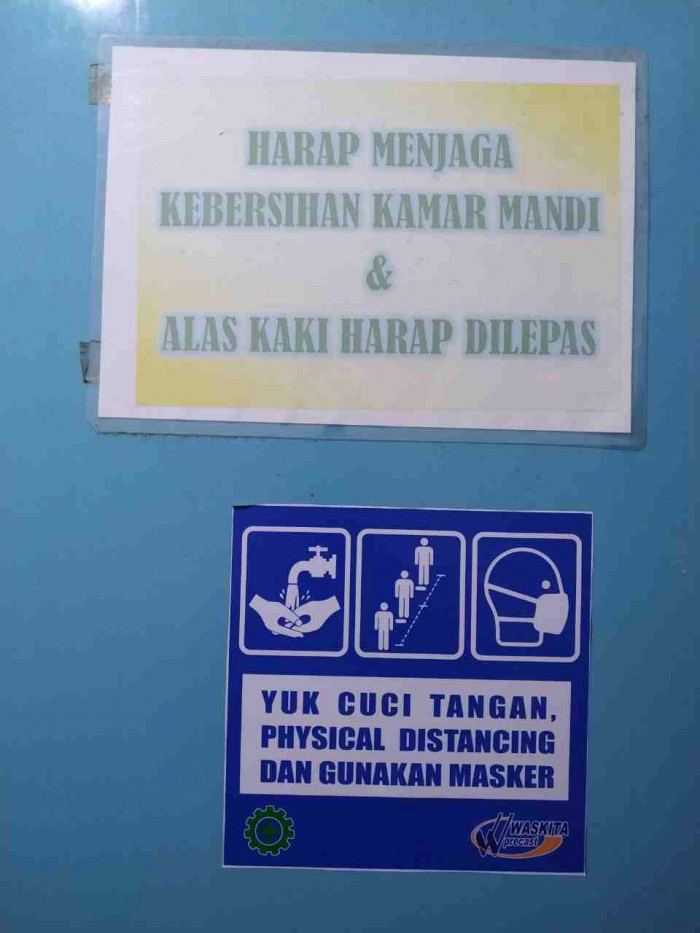 HARAP MENJAGA
KEBERSIHAN KAMAR MANDI
&
ALAS KAKI HARAP DILEPAS
YUK CUCI TANGAN,
PHYSICAL DISTANCING
DAN GUNAKAN MASKER
WASKITA
precast